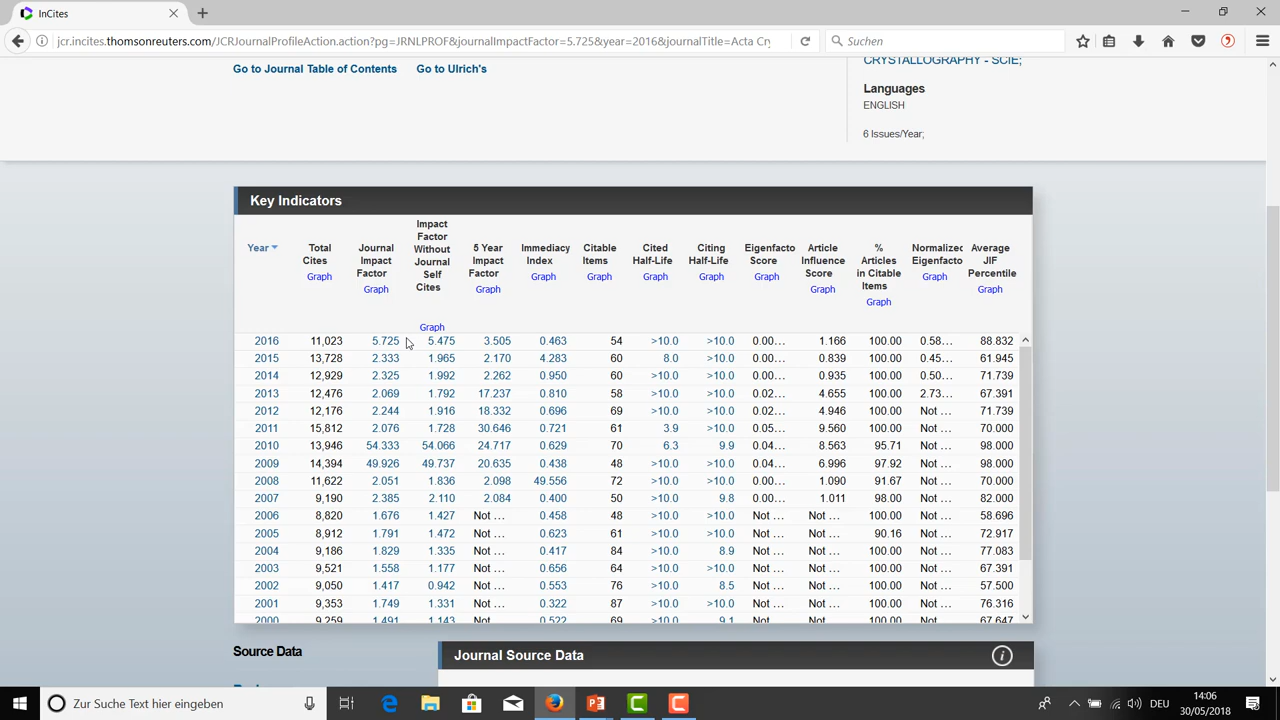 InCites
jcr.incites.thomsonreuters.com/JCRJournalProfileAction.action?pg=JRNLPROF&journalImpactFactor=5.725&year=2016&journalTitle=Acta Cry
Suchen
Go to Journal Table of Contents Go to Ulrich's
CRYSTALLOGRAPHY - SCIE;
Languages
ENGLISH
6 Issues/Year;
Key Indicators
Year Total Cites Graph Journal Impact Factor Graph Impact Factor Without Journal Self Cites Graph 5 Year Impact Factor Graph Immediacy Index Graph Citable Items Graph Cited Half-Life Graph Citing Half-Life Graph Eigenfacto Score Graph Article Influence Score Graph % Articles in Citable Items Graph Normalized Eigenfacto Graph Average JIF Percentile Graph
2016 11,023 5.725 5.475 3.505 0.463 54 >10.0 >10.0 0.00... 1.166 100.00 0.58... 88.832
2015 13,728 2.333 1.965 2.170 4.283 60 8.0 >10.0 0.00... 0.839 100.00 0.45... 61.945
2014 12,929 2.325 1.992 2.262 0.950 60 >10.0 >10.0 0.00... 0.935 100.00 0.50... 71.739
2013 12,476 2.069 1.792 17.237 0.810 58 >10.0 >10.0 0.02... 4.655 100.00 2.73... 67.391
2012 12,176 2.244 1.916 18.332 0.696 69 >10.0 >10.0 0.02... 4.946 100.00 Not ... 71.739
2011 15,812 2.076 1.728 30.646 0.721 61 3.9 >10.0 0.05... 9.560 100.00 Not ... 70.000
2010 13,946 54.333 54.066 24.717 0.629 70 6.3 9.9 0.04... 8.563 95.71 Not ... 98.000
2009 14,394 49.926 49.737 20.635 0.438 48 >10.0 >10.0 0.04... 6.996 97.92 Not ... 98.000
2008 11,622 2.051 1.836 2.098 49.556 72 >10.0 >10.0 0.00... 1.090 91.67 Not ... 70.000
2007 9,190 2.385 2.110 2.084 0.400 50 >10.0 9.8 0.00... 1.011 98.00 Not ... 82.000
2006 8,820 1.676 1.427 Not ... 0.458 48 >10.0 >10.0 Not ... Not ... 100.00 Not ... 58.696
2005 8,912 1.791 1.472 Not ... 0.623 61 >10.0 >10.0 Not ... Not ... 90.16 Not ... 72.917
2004 9,186 1.829 1.335 Not ... 0.417 84 >10.0 8.9 Not ... Not ... 100.00 Not ... 77.083
2003 9,521 1.558 1.177 Not ... 0.656 64 >10.0 >10.0 Not ... Not ... 100.00 Not ... 67.391
2002 9,050 1.417 0.942 Not ... 0.553 76 >10.0 8.5 Not ... Not ... 100.00 Not ... 57.500
2001 9,353 1.749 1.331 Not ... 0.322 87 >10.0 >10.0 Not ... Not ... 100.00 Not ... 76.316
2000 9,259 1.491 1.143 Not 0.522 69 >10.0 9.1 Not Not 100.00 Not 67.647
Source Data
Journal Source Data
Zur Suche Text hier eingeben
DEU
14:06
30/05/2018